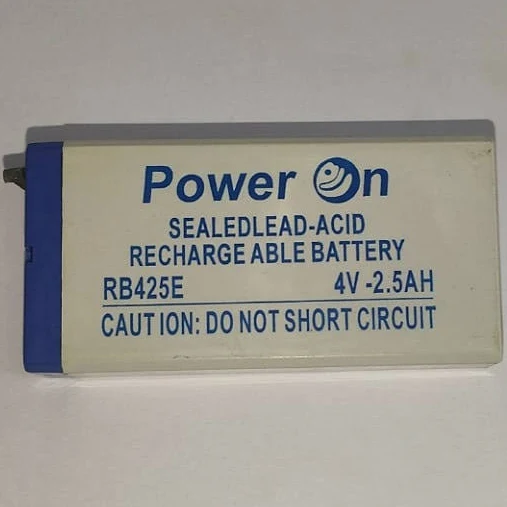 Power On
SEALEDLEAD-ACID
RECHARGE ABLE BATTERY
RB425E 4V -2.5AH
CAUT ION: DO NOT SHORT CIRCUIT